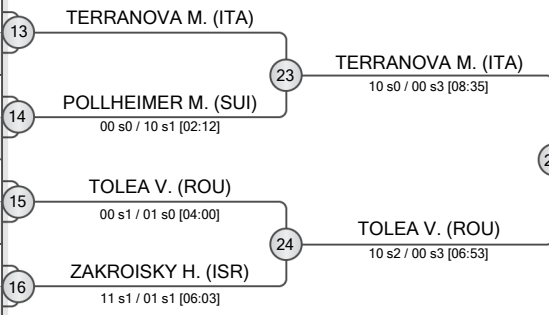 TERRANOVA M. (ITA)
13
23
TERRANOVA M. (ITA)
10 s0 / 00 s3 [08:35]
POLLHEIMER M. (SUI)
14
00 s0 / 10 s1 [02:12]
TOLEA V. (ROU)
15
00 s1 / 01 s0 [04:00]
24
TOLEA V. (ROU)
10 s2 / 00 s3 [06:53]
ZAKROISKY H. (ISR)
16
11 s1 / 01 s1 [06:03]